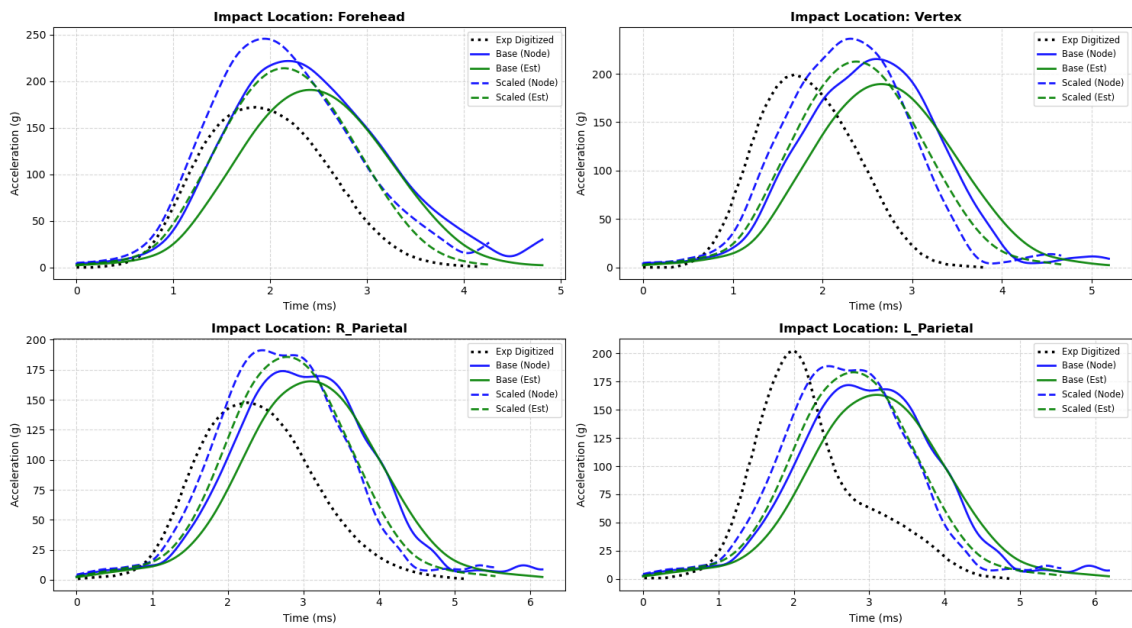 Impact Location: Forehead
Acceleration (g)
250
200
150
100
50
0
Exp Digitized
Base (Node)
Base (Est)
Scaled (Node)
Scaled (Est)
0
1
2
3
4
5
Time (ms)
Impact Location: Vertex
Acceleration (g)
200
150
100
50
0
Exp Digitized
Base (Node)
Base (Est)
Scaled (Node)
Scaled (Est)
0
1
2
3
4
5
Time (ms)
Impact Location: R_Parietal
Acceleration (g)
200
175
150
125
100
75
50
25
0
Exp Digitized
Base (Node)
Base (Est)
Scaled (Node)
Scaled (Est)
0
1
2
3
4
5
6
Time (ms)
Impact Location: L_Parietal
Acceleration (g)
200
175
150
125
100
75
50
25
0
Exp Digitized
Base (Node)
Base (Est)
Scaled (Node)
Scaled (Est)
0
1
2
3
4
5
6
Time (ms)